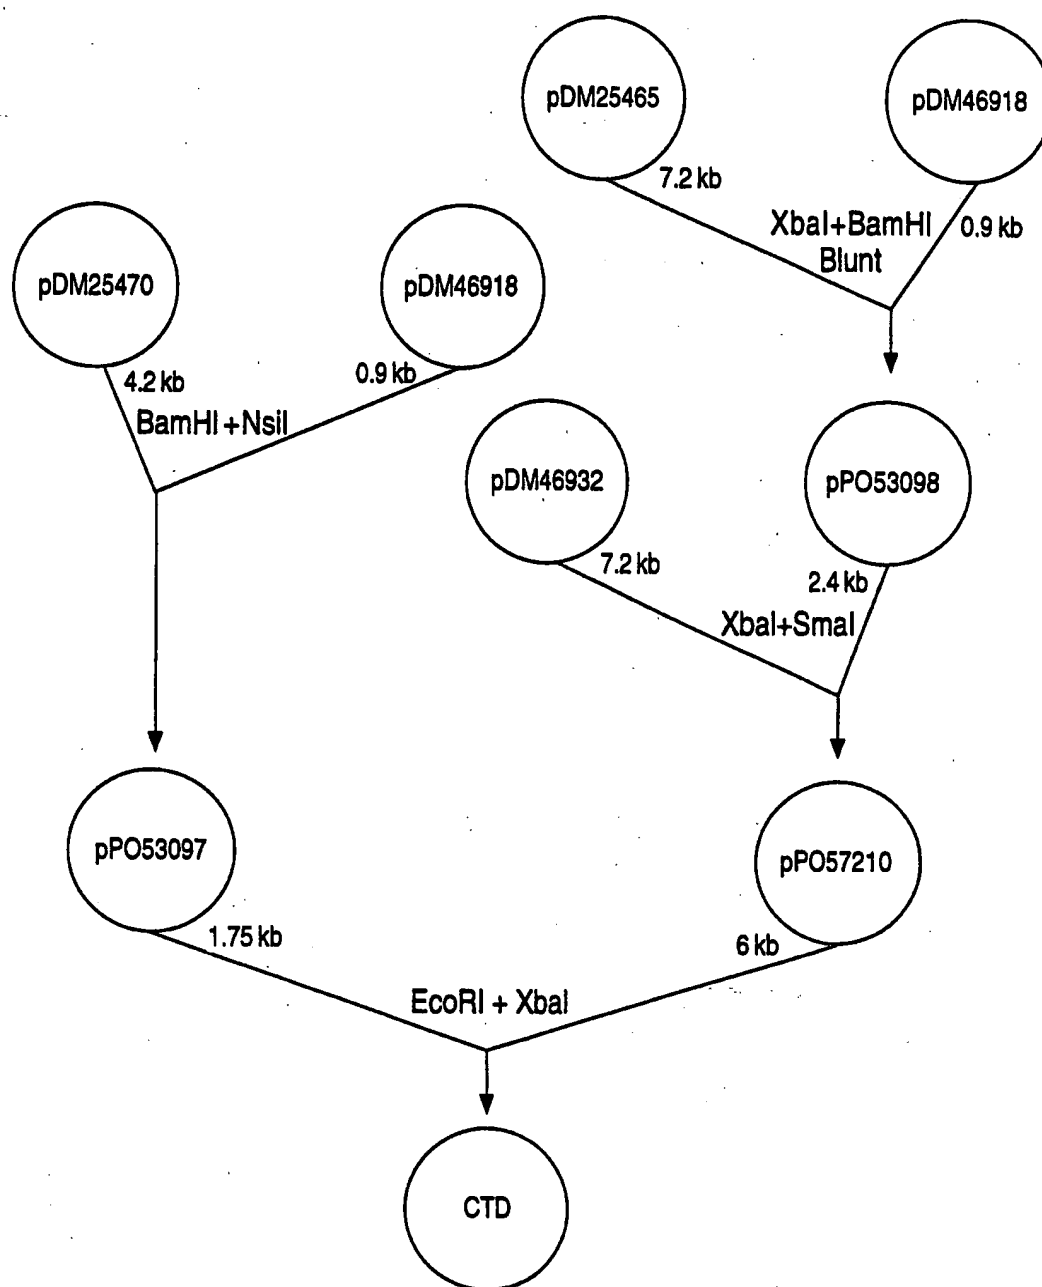 pDM25465
pDM46918
7.2 kb
XbaI+BamHI
Blunt
0.9 kb
pDM25470
pDM46918
4.2 kb
0.9 kb
BamHI +NsiI
pDM46932
pPO53098
7.2 kb
2.4 kb
XbaI+SmaI
pPO53097
pPO57210
1.75 kb
6 kb
EcoRI + XbaI
CTD